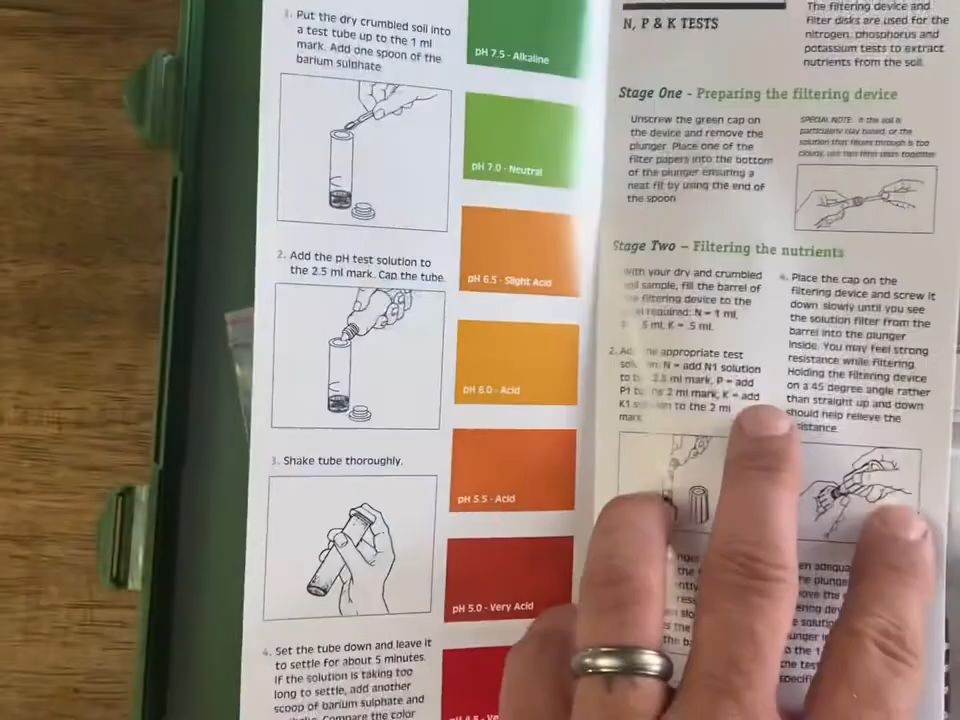 1. Put the dry crumbled soil into
a test tube up to the 1 ml
mark. Add one spoon of the
barium sulphate
2. Add the pH test solution to
the 2.5 ml mark. Cap the tube.
3. Shake tube thoroughly.
4. Set the tube down and leave it
to settle for about 5 minutes.
If the solution is taking too
long to settle, add another
scoop of barium sulphate and
Compare the color
pH 7.5 - Alkaline
pH 7.0 - Neutral
pH 6.5 - Slight Acid
pH 6.0 - Acid
pH 5.5 - Acid
pH 5.0 - Very Acid
N, P & K TESTS
The filtering device and
filter disks are used for the
nitrogen, phosphorus and
potassium tests to extract
nutrients from the soil.
Stage One - Preparing the filtering device
Unscrew the green cap on
the device and remove the
plunger. Place one of the
filter papers into the bottom
of the plunger ensuring a
neat fit by using the end of
the spoon
SPECIAL NOTE: If the soil is
particularly clay based, or the
solution that filters through is too
cloudy, use two filter disks together
Stage Two – Filtering the nutrients
with your dry and crumbled
sample, fill the barrel of
filtering device to the
required: N = 1 ml,
5 ml, K = .5 ml.
2. appropriate test
N = add N1 solution
2.5 ml mark, P = add
P1 2 ml mark, K = add
K1 to the 2 ml
mark
4. Place the cap on the
filtering device and screw it
down slowly until you see
the solution filter from the
barrel into the plunger
inside. You may feel strong
resistance while filtering.
Holding the filtering device
on a 45 degree angle rather
than straight up and down
should help relieve the